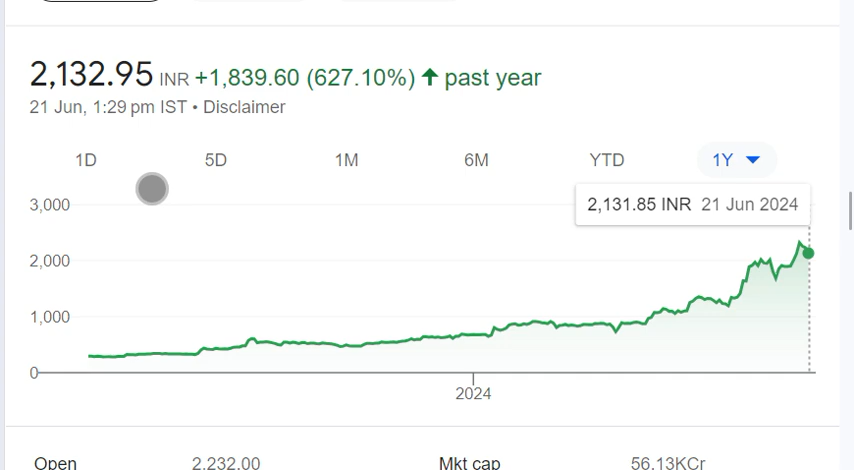 2,132.95 INR +1,839.60 (627.10%) ↑ past year
21 Jun, 1:29 pm IST • Disclaimer
1D 5D 1M 6M YTD 1Y
2,131.85 INR 21 Jun 2024
3,000
2,000
1,000
0
2024
Open 2,232.00 Mkt cap 56.13KCr